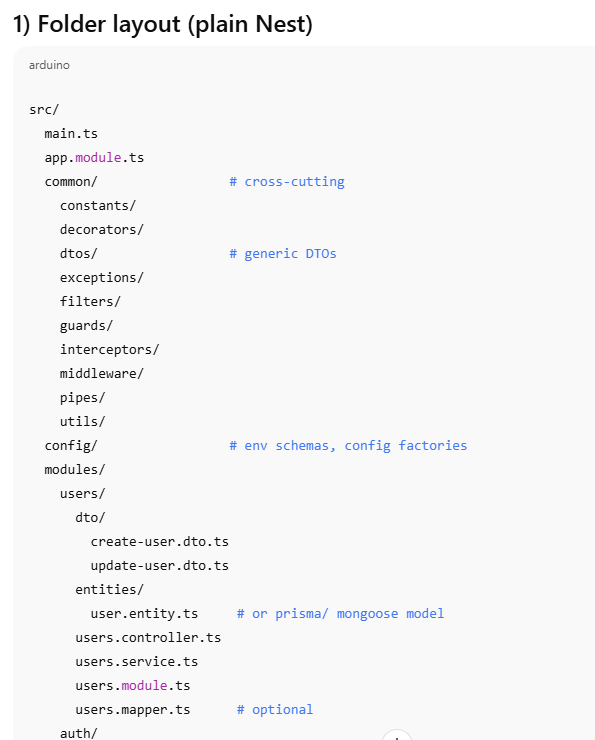 1) Folder layout (plain Nest)
arduino
src/
  main.ts
  app.module.ts
  common/                 # cross-cutting
    constants/
    decorators/
    dtos/                 # generic DTOs
    exceptions/
    filters/
    guards/
    interceptors/
    middleware/
    pipes/
    utils/
  config/                 # env schemas, config factories
  modules/
    users/
      dto/
        create-user.dto.ts
        update-user.dto.ts
      entities/
        user.entity.ts     # or prisma/ mongoose model
      users.controller.ts
      users.service.ts
      users.module.ts
      users.mapper.ts      # optional
    auth/